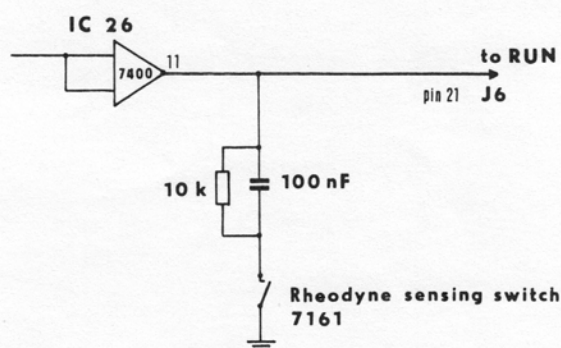 IC 26
7400
11
to RUN
pin 21 J6
10 k
100 nF
Rheodyne sensing switch
7161